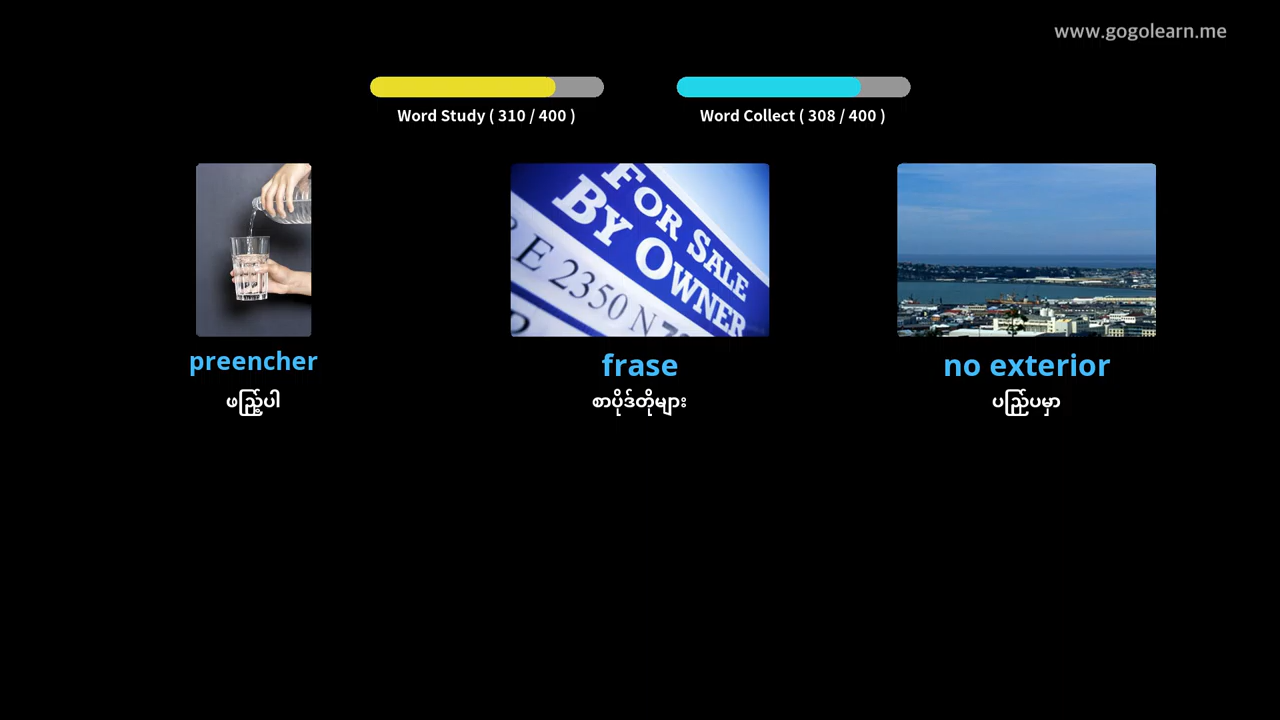 www.gogolearn.me
Word Study ( 310 / 400 )
Word Collect ( 308 / 400 )
FOR SALE
BY OWNER
E 2350 N
preencher
frase
no exterior
ဖည့်ပါ
စာပိုဒ်တိုများ
ပည်ပမှာ